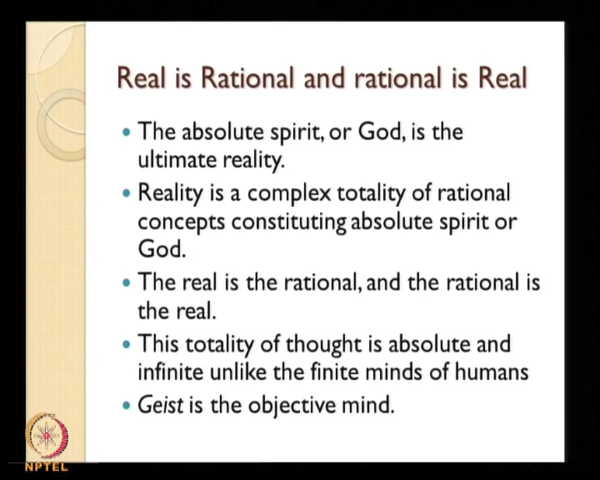 Real is Rational and rational is Real
• The absolute spirit, or God, is the
ultimate reality.
• Reality is a complex totality of rational
concepts constituting absolute spirit or
God.
• The real is the rational, and the rational is
the real.
• This totality of thought is absolute and
infinite unlike the finite minds of humans
• Geist is the objective mind.
NPTEL